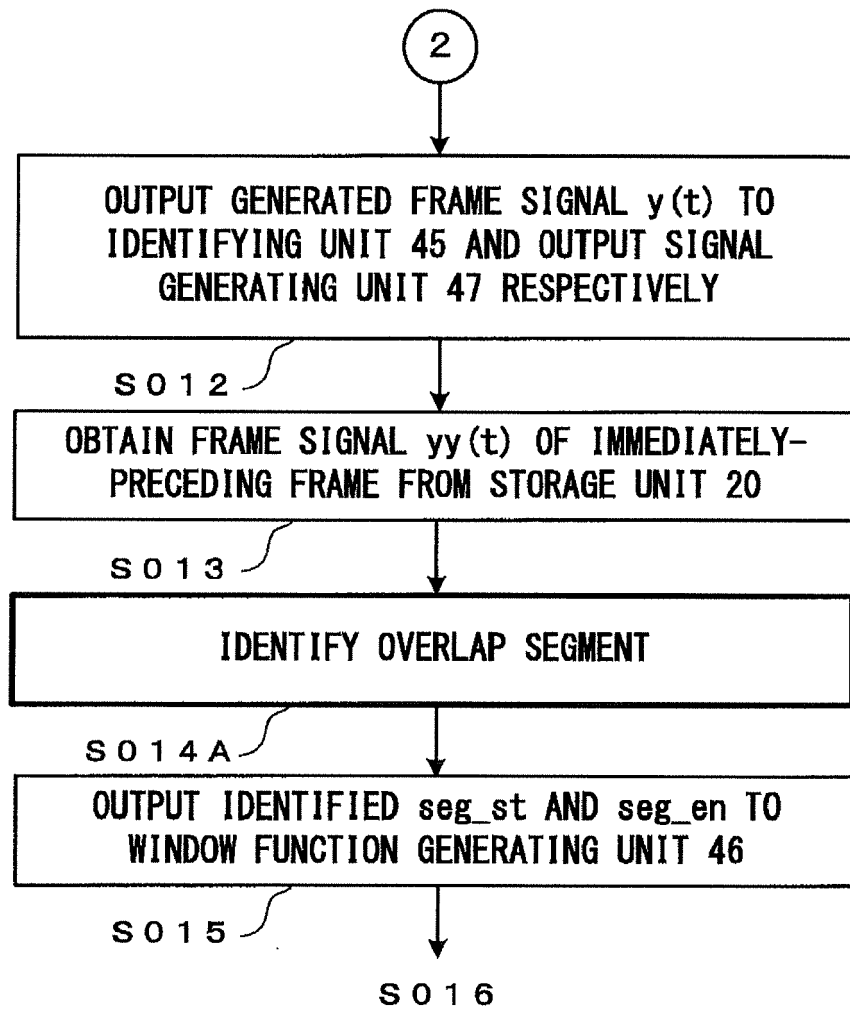 2
OUTPUT GENERATED FRAME SIGNAL y(t) TO
IDENTIFYING UNIT 45 AND OUTPUT SIGNAL
GENERATING UNIT 47 RESPECTIVELY
S012
OBTAIN FRAME SIGNAL yy(t) OF IMMEDIATELY-
PRECEDING FRAME FROM STORAGE UNIT 20
S013
IDENTIFY OVERLAP SEGMENT
S014A
OUTPUT IDENTIFIED seg_st AND seg_en TO
WINDOW FUNCTION GENERATING UNIT 46
S015
S016